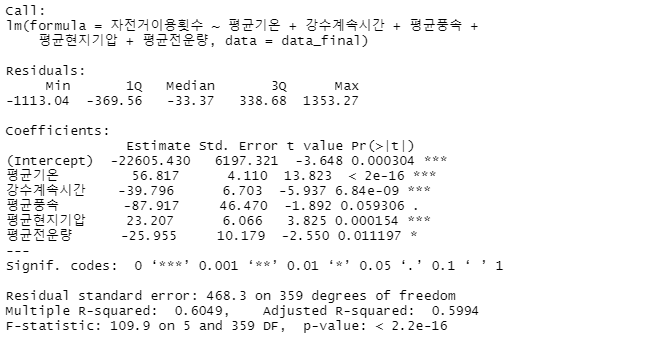 Call:
lm(formula = 자전거이용횟수 ~ 평균기온 + 강수계속시간 + 평균풍속 +
    평균현지기압 + 평균전운량, data = data_final)

Residuals:
     Min       1Q   Median       3Q      Max
-1113.04  -369.56   -33.37   338.68  1353.27

Coefficients:
               Estimate Std. Error t value Pr(>|t|)
(Intercept)  -22605.430   6197.321  -3.648 0.000304 ***
평균기온         56.817      4.110  13.823  < 2e-16 ***
강수계속시간    -39.796      6.703  -5.937 6.84e-09 ***
평균풍속        -87.917     46.470  -1.892 0.059306 .
평균현지기압     23.207      6.066   3.825 0.000154 ***
평균전운량      -25.955     10.179  -2.550 0.011197 *
---
Signif. codes:  0 ‘***’ 0.001 ‘**’ 0.01 ‘*’ 0.05 ‘.’ 0.1 ‘ ’ 1

Residual standard error: 468.3 on 359 degrees of freedom
Multiple R-squared:  0.6049,    Adjusted R-squared:  0.5994
F-statistic: 109.9 on 5 and 359 DF,  p-value: < 2.2e-16